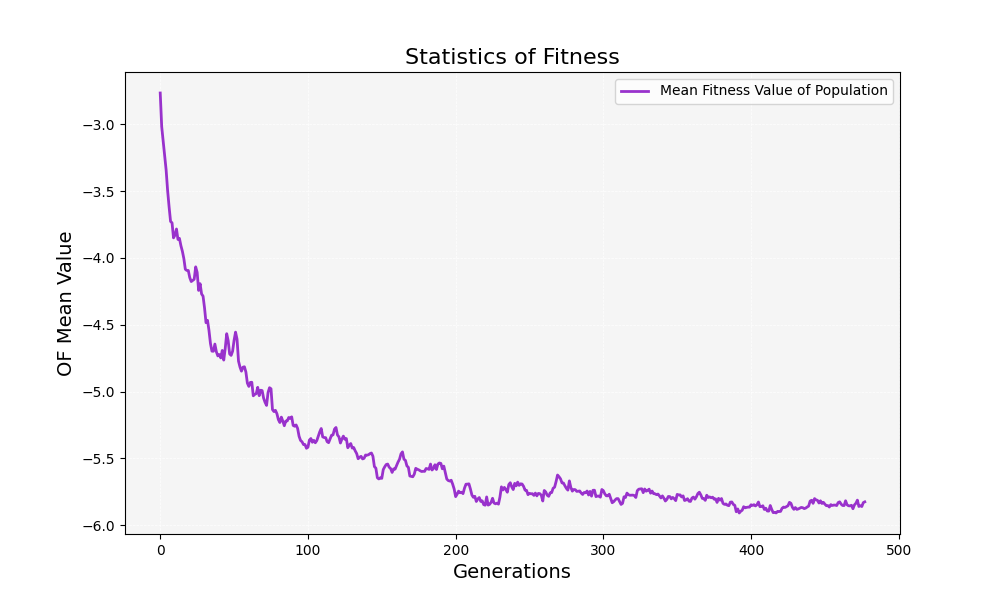 Statistics of Fitness
Mean Fitness Value of Population
OF Mean Value
−3.0
−3.5
−4.0
−4.5
−5.0
−5.5
−6.0
0 100 200 300 400 500
Generations